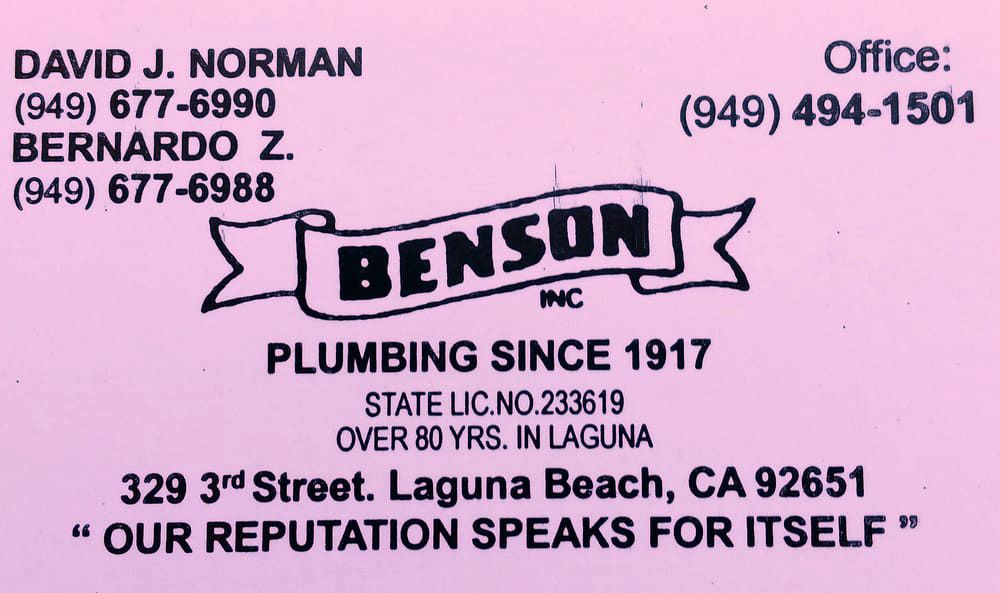 DAVID J. NORMAN
(949) 677-6990
BERNARDO Z.
(949) 677-6988
Office:
(949) 494-1501
BENSON
INC
PLUMBING SINCE 1917
STATE LIC.NO.233619
OVER 80 YRS. IN LAGUNA
329 3rd Street. Laguna Beach, CA 92651
“ OUR REPUTATION SPEAKS FOR ITSELF ”